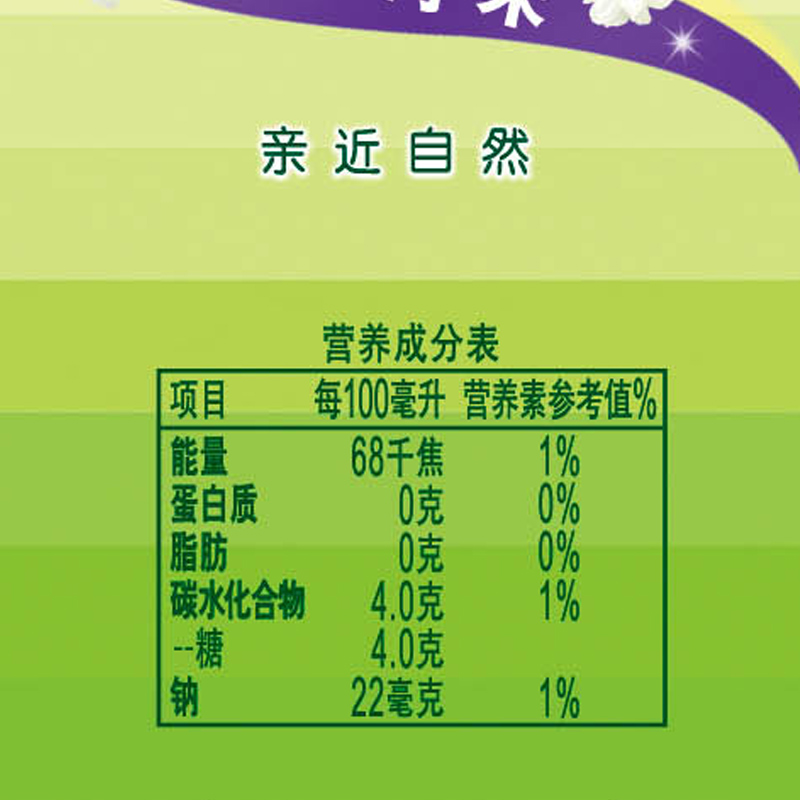 亲近自然
营养成分表
项目 每100毫升 营养素参考值%
能量 68千焦 1%
蛋白质 0克 0%
脂肪 0克 0%
碳水化合物 4.0克 1%
--糖 4.0克
钠 22毫克 1%